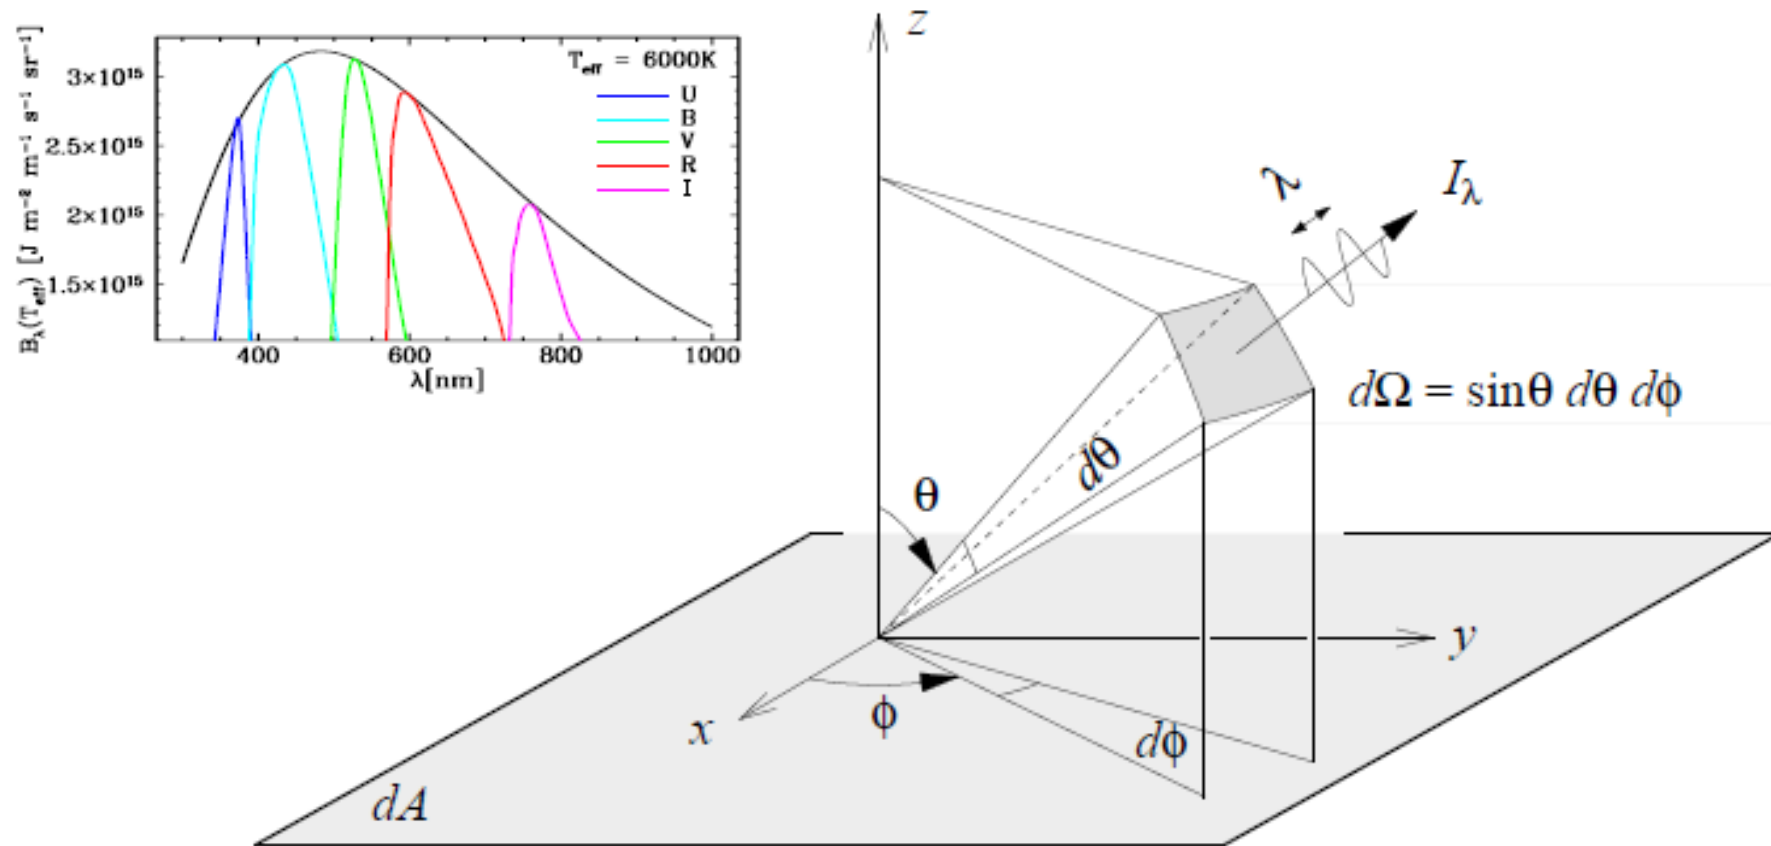 B_λ(T_eff) [J m⁻² m⁻¹ s⁻¹ sr⁻¹]
T_eff = 6000K
U
B
V
R
I
3×10¹⁵
2.5×10¹⁵
2×10¹⁵
1.5×10¹⁵
400 600 800 1000
λ[nm]
z
λ
I_λ
dΩ = sinθ dθ dϕ
dθ
θ
y
x
ϕ
dϕ
dA